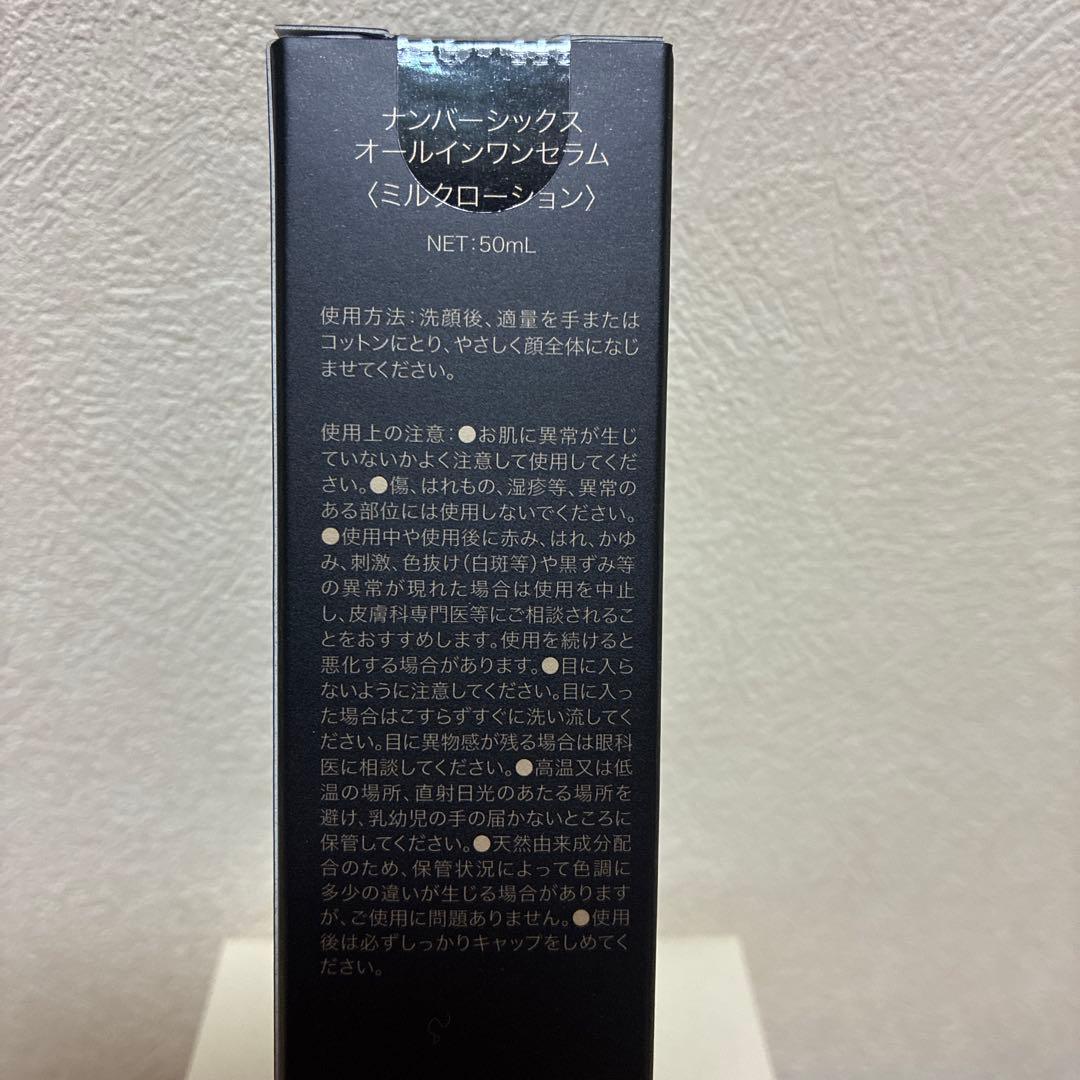 ナンバーシックス
オールインワンセラム
〈ミルクローション〉
NET:50mL
使用方法:洗顔後、適量を手または
コットンにとり、やさしく顔全体になじ
ませてください。
使用上の注意:●お肌に異常が生じ
ていないかよく注意して使用してくだ
さい。●傷、はれもの、湿疹等、異常の
ある部位には使用しないでください。
●使用中や使用後に赤み、はれ、かゆ
み、刺激、色抜け(白斑等)や黒ずみ等
の異常が現れた場合は使用を中止
し、皮膚科専門医等にご相談されるこ
とをおすすめします。使用を続けると
悪化する場合があります。●目に入ら
ないように注意してください。目に入っ
た場合はこすらずすぐに洗い流してく
ださい。目に異物感が残る場合は眼科
医に相談してください。●高温又は低
温の場所、直射日光のあたる場所を
避け、乳幼児の手の届かないところに
保管してください。●天然由来成分配
合のため、保管状況によって色調に
多少の違いが生じる場合があります
が、ご使用に問題ありません。●使用
後は必ずしっかりキャップをしめてく
ださい。